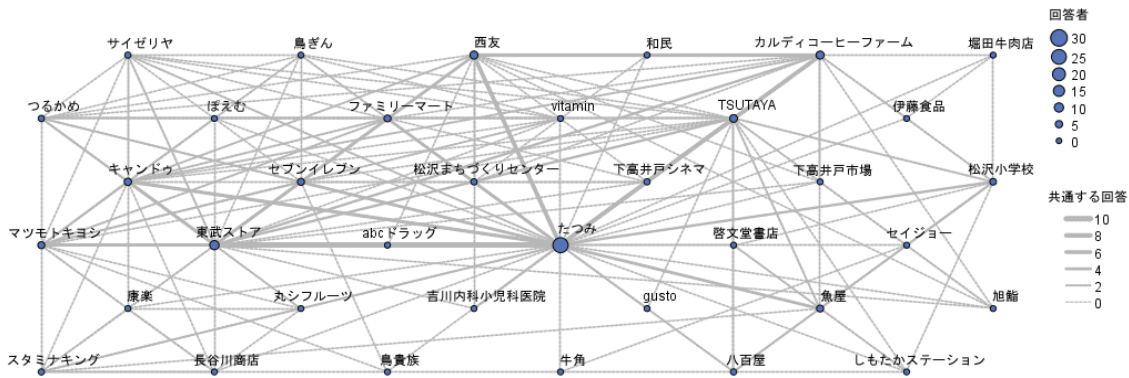 サイゼリヤ
鳥ぎん
西友
和民
カルディコーヒーファーム
堀田牛肉店
つるかめ
ぽえむ
ファミリーマート
vitamin
TSUTAYA
伊藤食品
キャンドゥ
セブンイレブン
松沢まちづくりセンター
下高井戸シネマ
下高井戸市場
松沢小学校
マツモトキヨシ
東武ストア
abcドラッグ
たつみ
啓文堂書店
セイジョー
康楽
丸シフルーツ
吉川内科小児科医院
gusto
魚屋
旭鮨
スタミナキング
長谷川商店
鳥貴族
牛角
八百屋
しもたかステーション
回答者
30
25
20
15
10
5
0
共通する回答
10
8
6
4
2
0